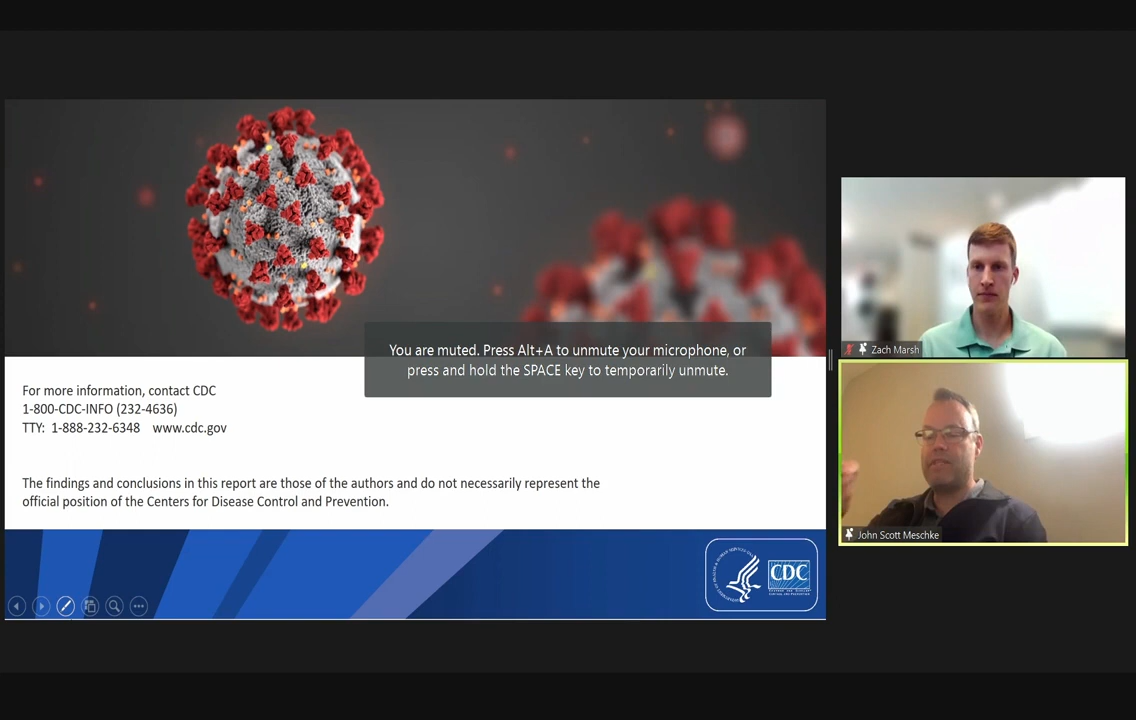 You are muted. Press Alt+A to unmute your microphone, or
press and hold the SPACE key to temporarily unmute.
For more information, contact CDC
1-800-CDC-INFO (232-4636)
TTY:  1-888-232-6348    www.cdc.gov
The findings and conclusions in this report are those of the authors and do not necessarily represent the
official position of the Centers for Disease Control and Prevention.
CDC
Zach Marsh
John Scott Meschke